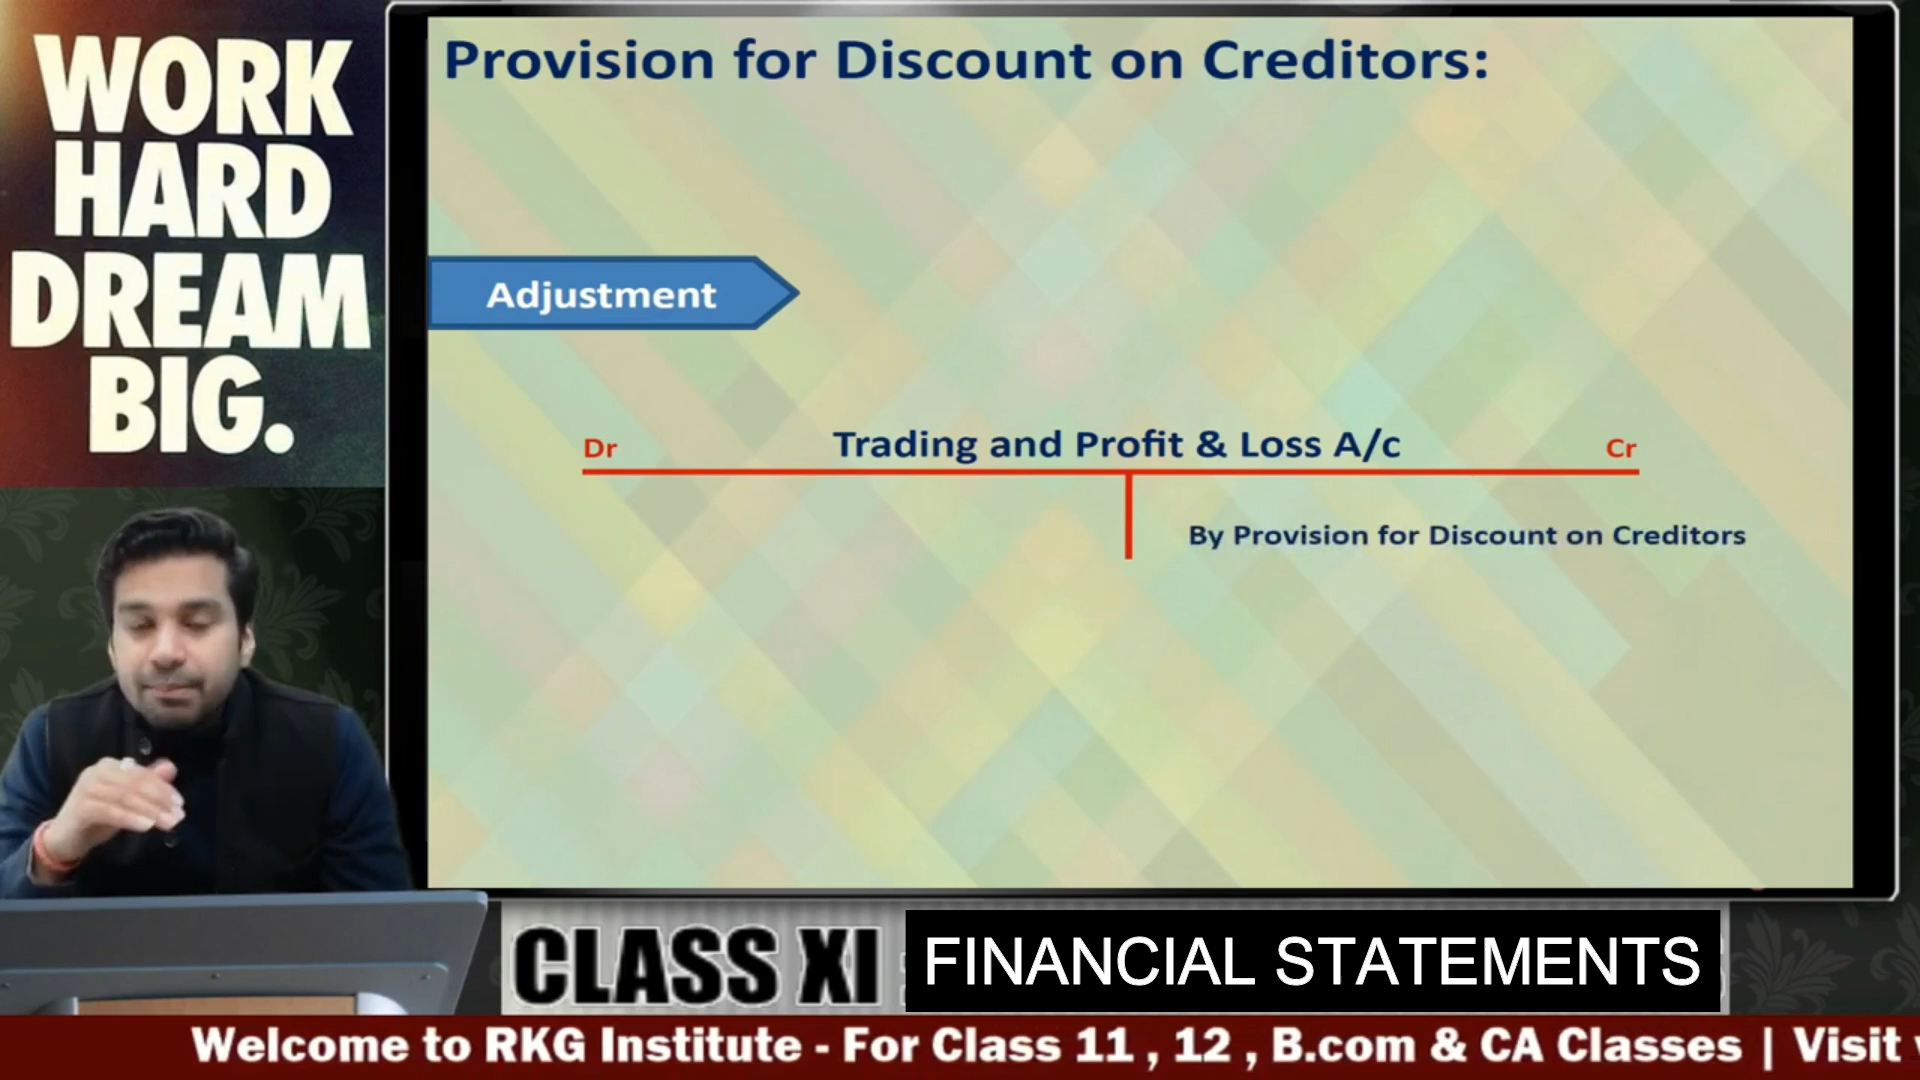 WORK
HARD
DREAM
BIG.
Provision for Discount on Creditors:
Adjustment
Dr Trading and Profit & Loss A/c Cr
By Provision for Discount on Creditors
CLASS XI FINANCIAL STATEMENTS
Welcome to RKG Institute - For Class 11 , 12 , B.com & CA Classes | Visit